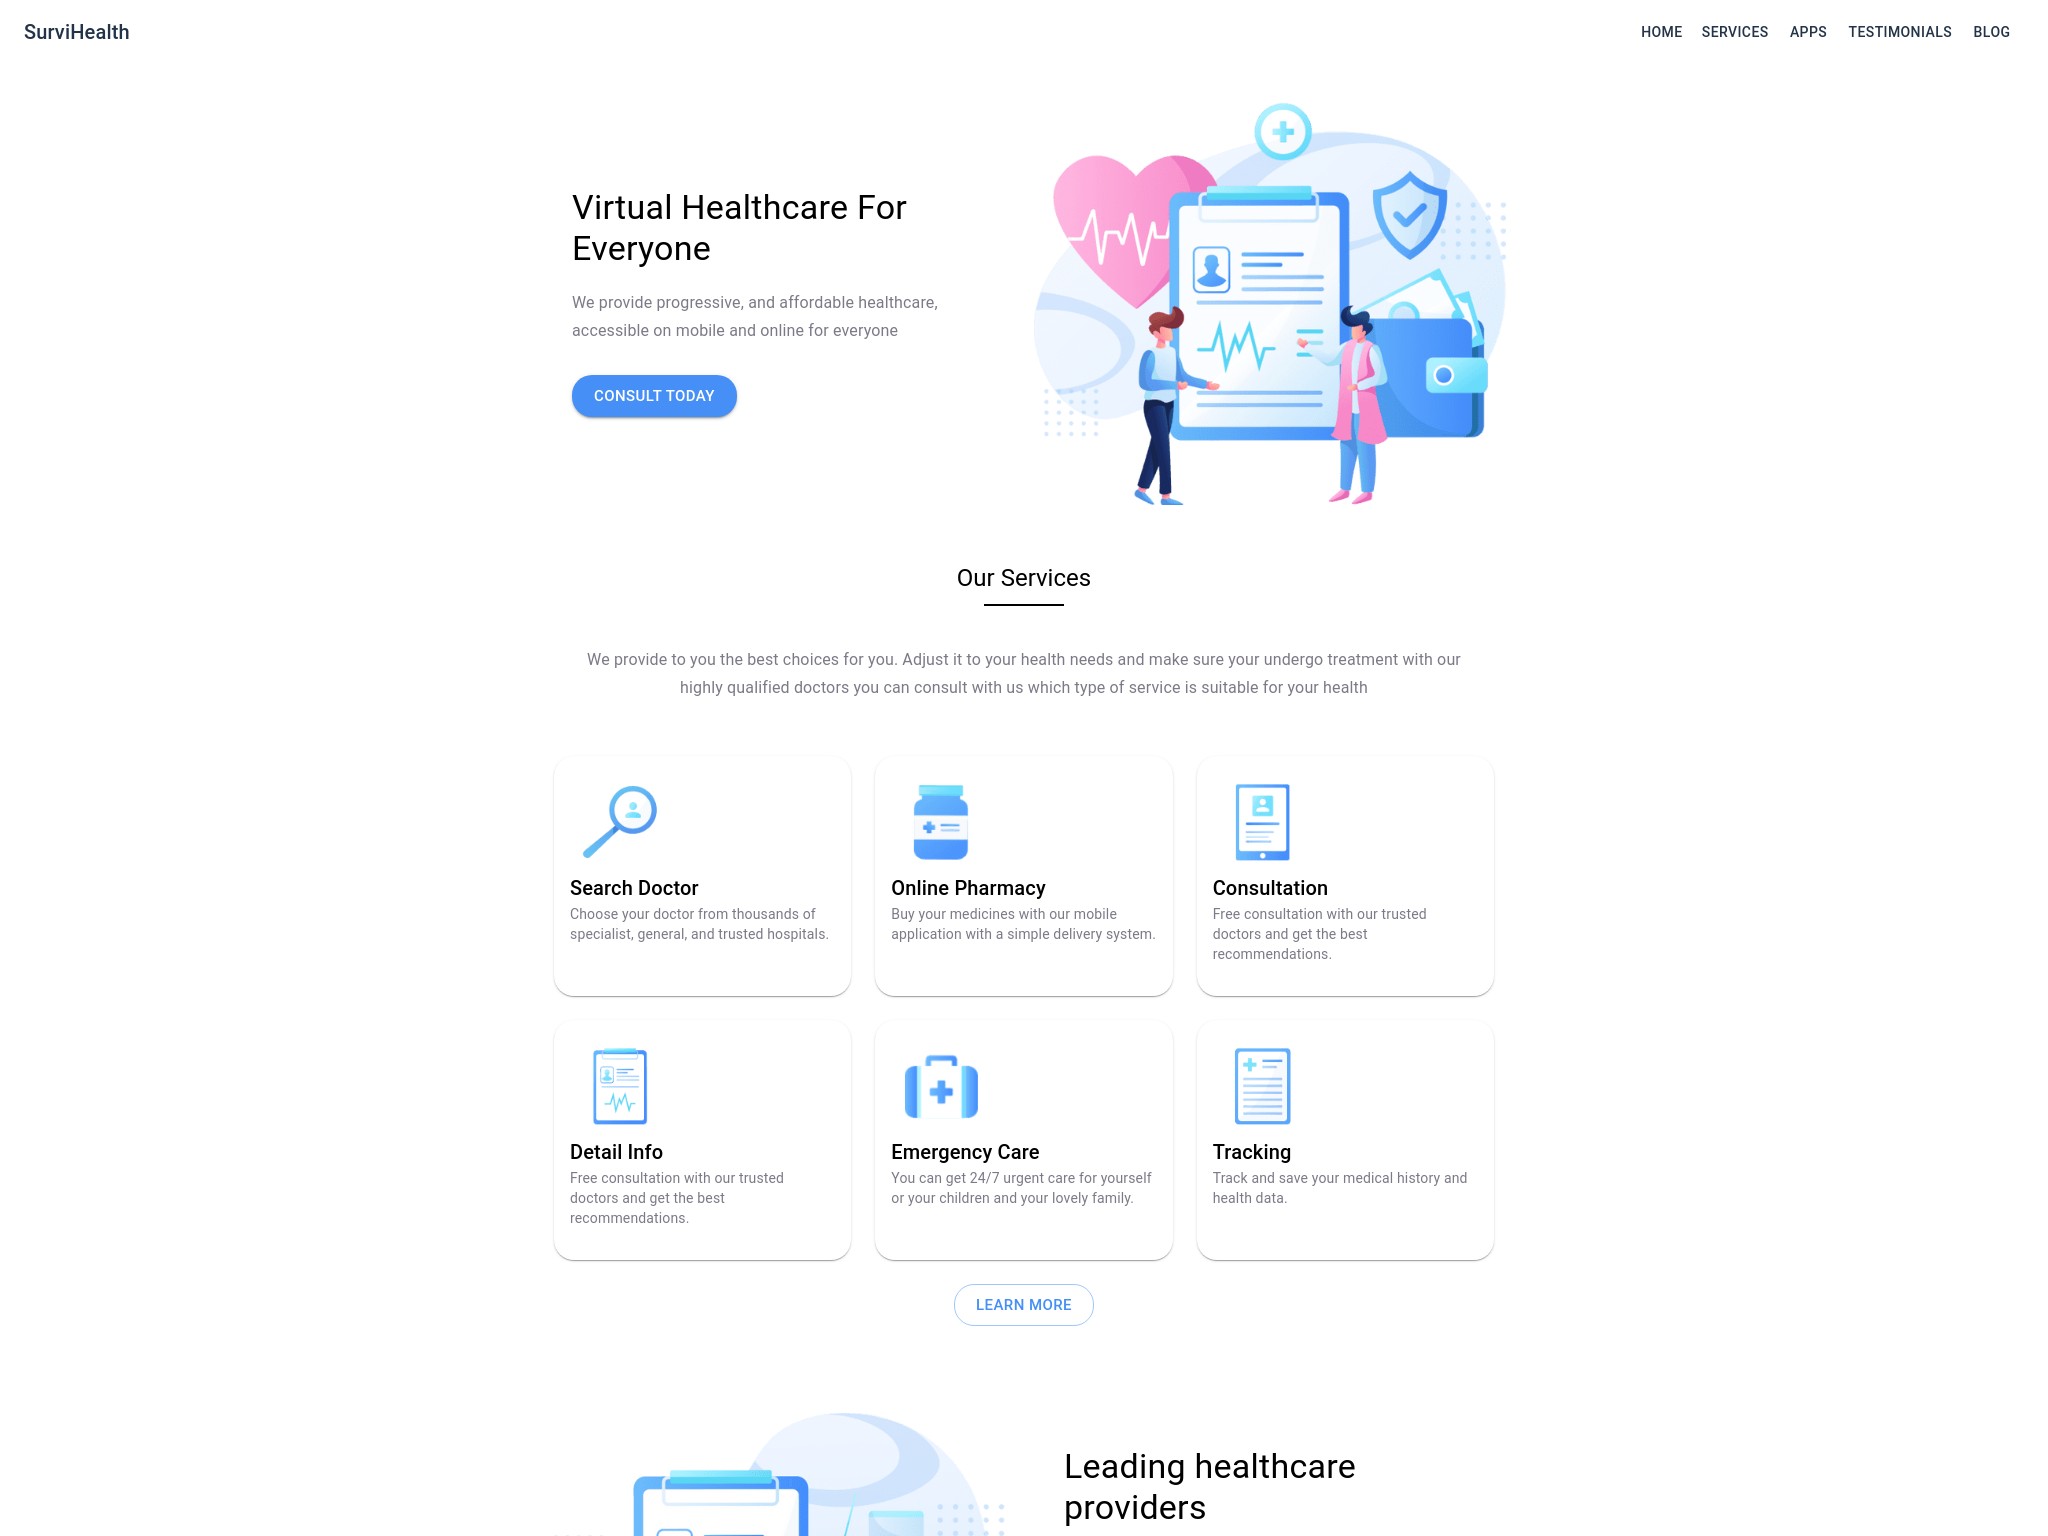 SurviHealth
HOME SERVICES APPS TESTIMONIALS BLOG
Virtual Healthcare For
Everyone
We provide progressive, and affordable healthcare,
accessible on mobile and online for everyone
CONSULT TODAY
Our Services
We provide to you the best choices for you. Adjust it to your health needs and make sure your undergo treatment with our
highly qualified doctors you can consult with us which type of service is suitable for your health
Search Doctor
Choose your doctor from thousands of
specialist, general, and trusted hospitals.
Online Pharmacy
Buy your medicines with our mobile
application with a simple delivery system.
Consultation
Free consultation with our trusted
doctors and get the best
recommendations.
Detail Info
Free consultation with our trusted
doctors and get the best
recommendations.
Emergency Care
You can get 24/7 urgent care for yourself
or your children and your lovely family.
Tracking
Track and save your medical history and
health data.
LEARN MORE
Leading healthcare
providers